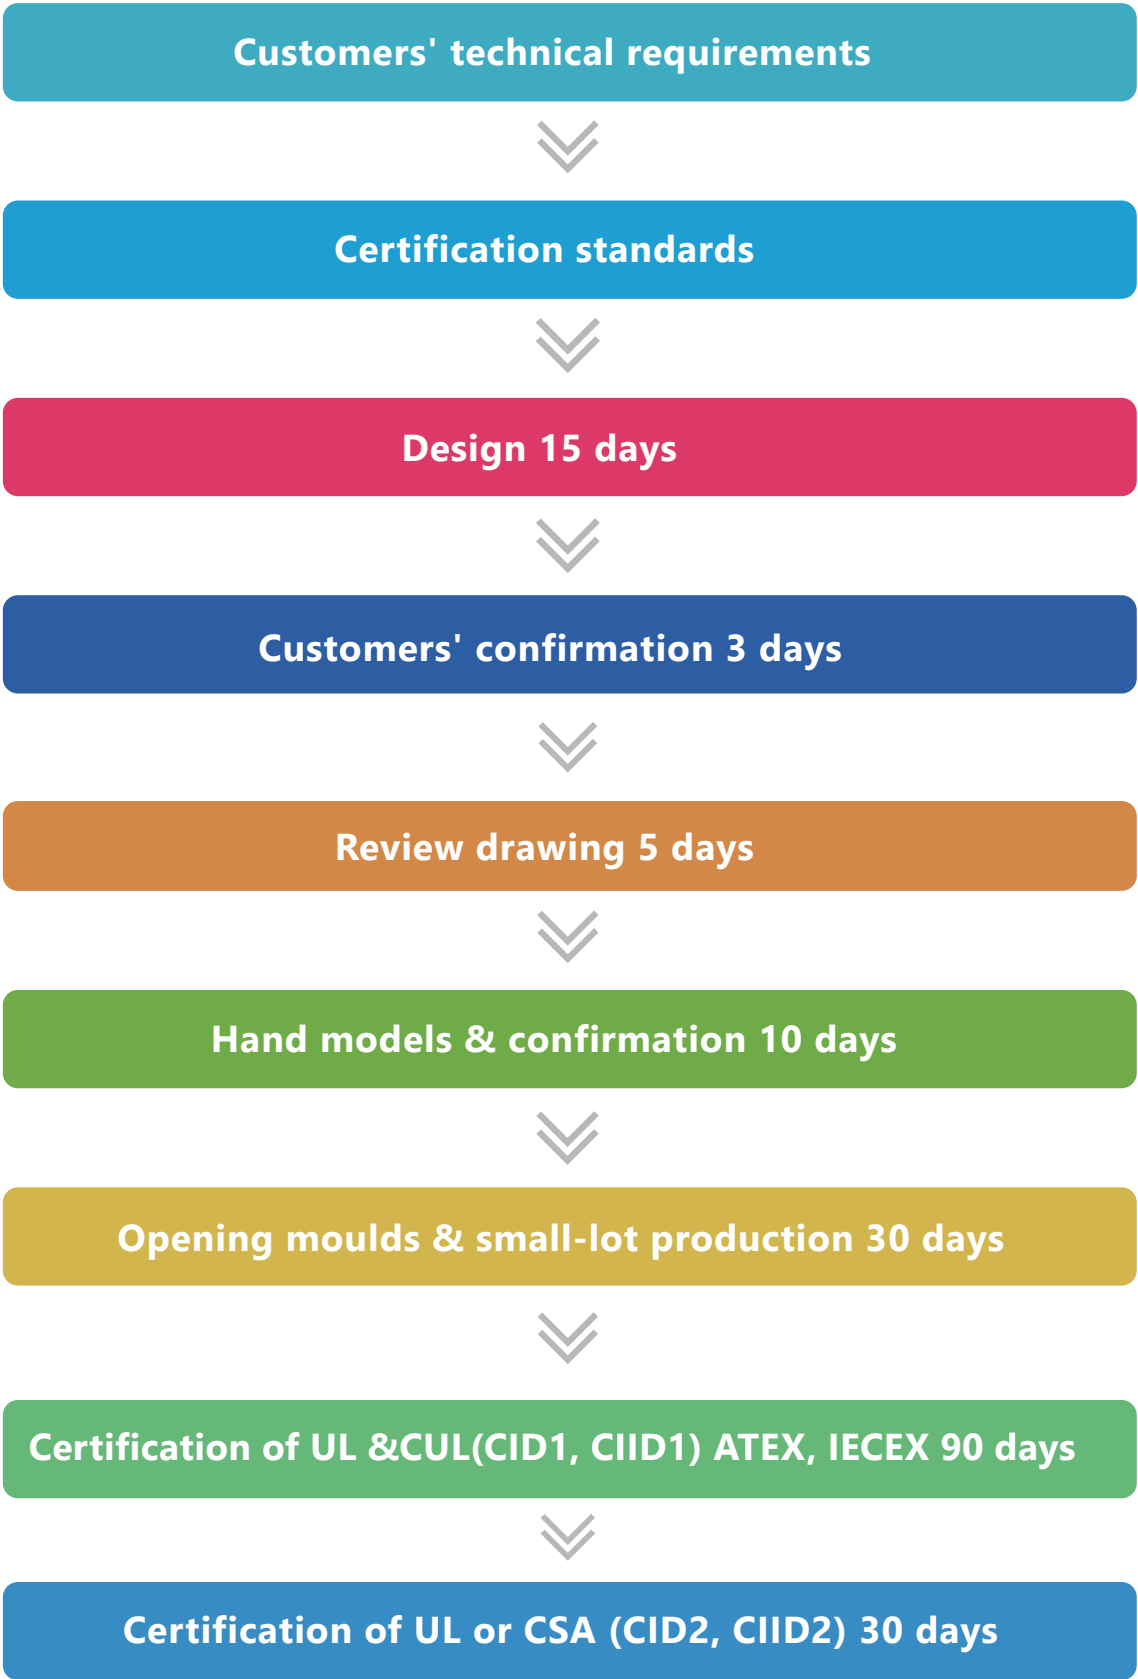 Customers' technical requirements
Certification standards
Design 15 days
Customers' confirmation 3 days
Review drawing 5 days
Hand models & confirmation 10 days
Opening moulds & small-lot production 30 days
Certification of UL &CUL(CID1, CIID1) ATEX, IECEX 90 days
Certification of UL or CSA (CID2, CIID2) 30 days